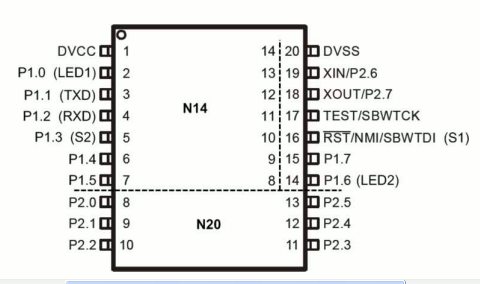 DVCC 1 14 20 DVSS
P1.0 (LED1) 2 13 19 XIN/P2.6
P1.1 (TXD) 3 12 18 XOUT/P2.7
P1.2 (RXD) 4 N14 11 17 TEST/SBWTCK
P1.3 (S2) 5 10 16 RST/NMI/SBWTDI (S1)
P1.4 6 9 15 P1.7
P1.5 7 8 14 P1.6 (LED2)
P2.0 8 13 P2.5
P2.1 9 N20 12 P2.4
P2.2 10 11 P2.3